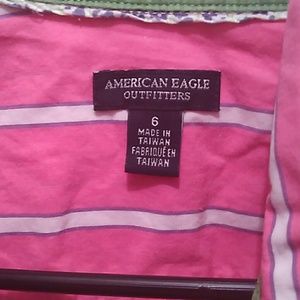 AMERICAN EAGLE
OUTFITTERS
6
MADE IN
TAIWAN
FABRIQUÉ EN
TAIWAN